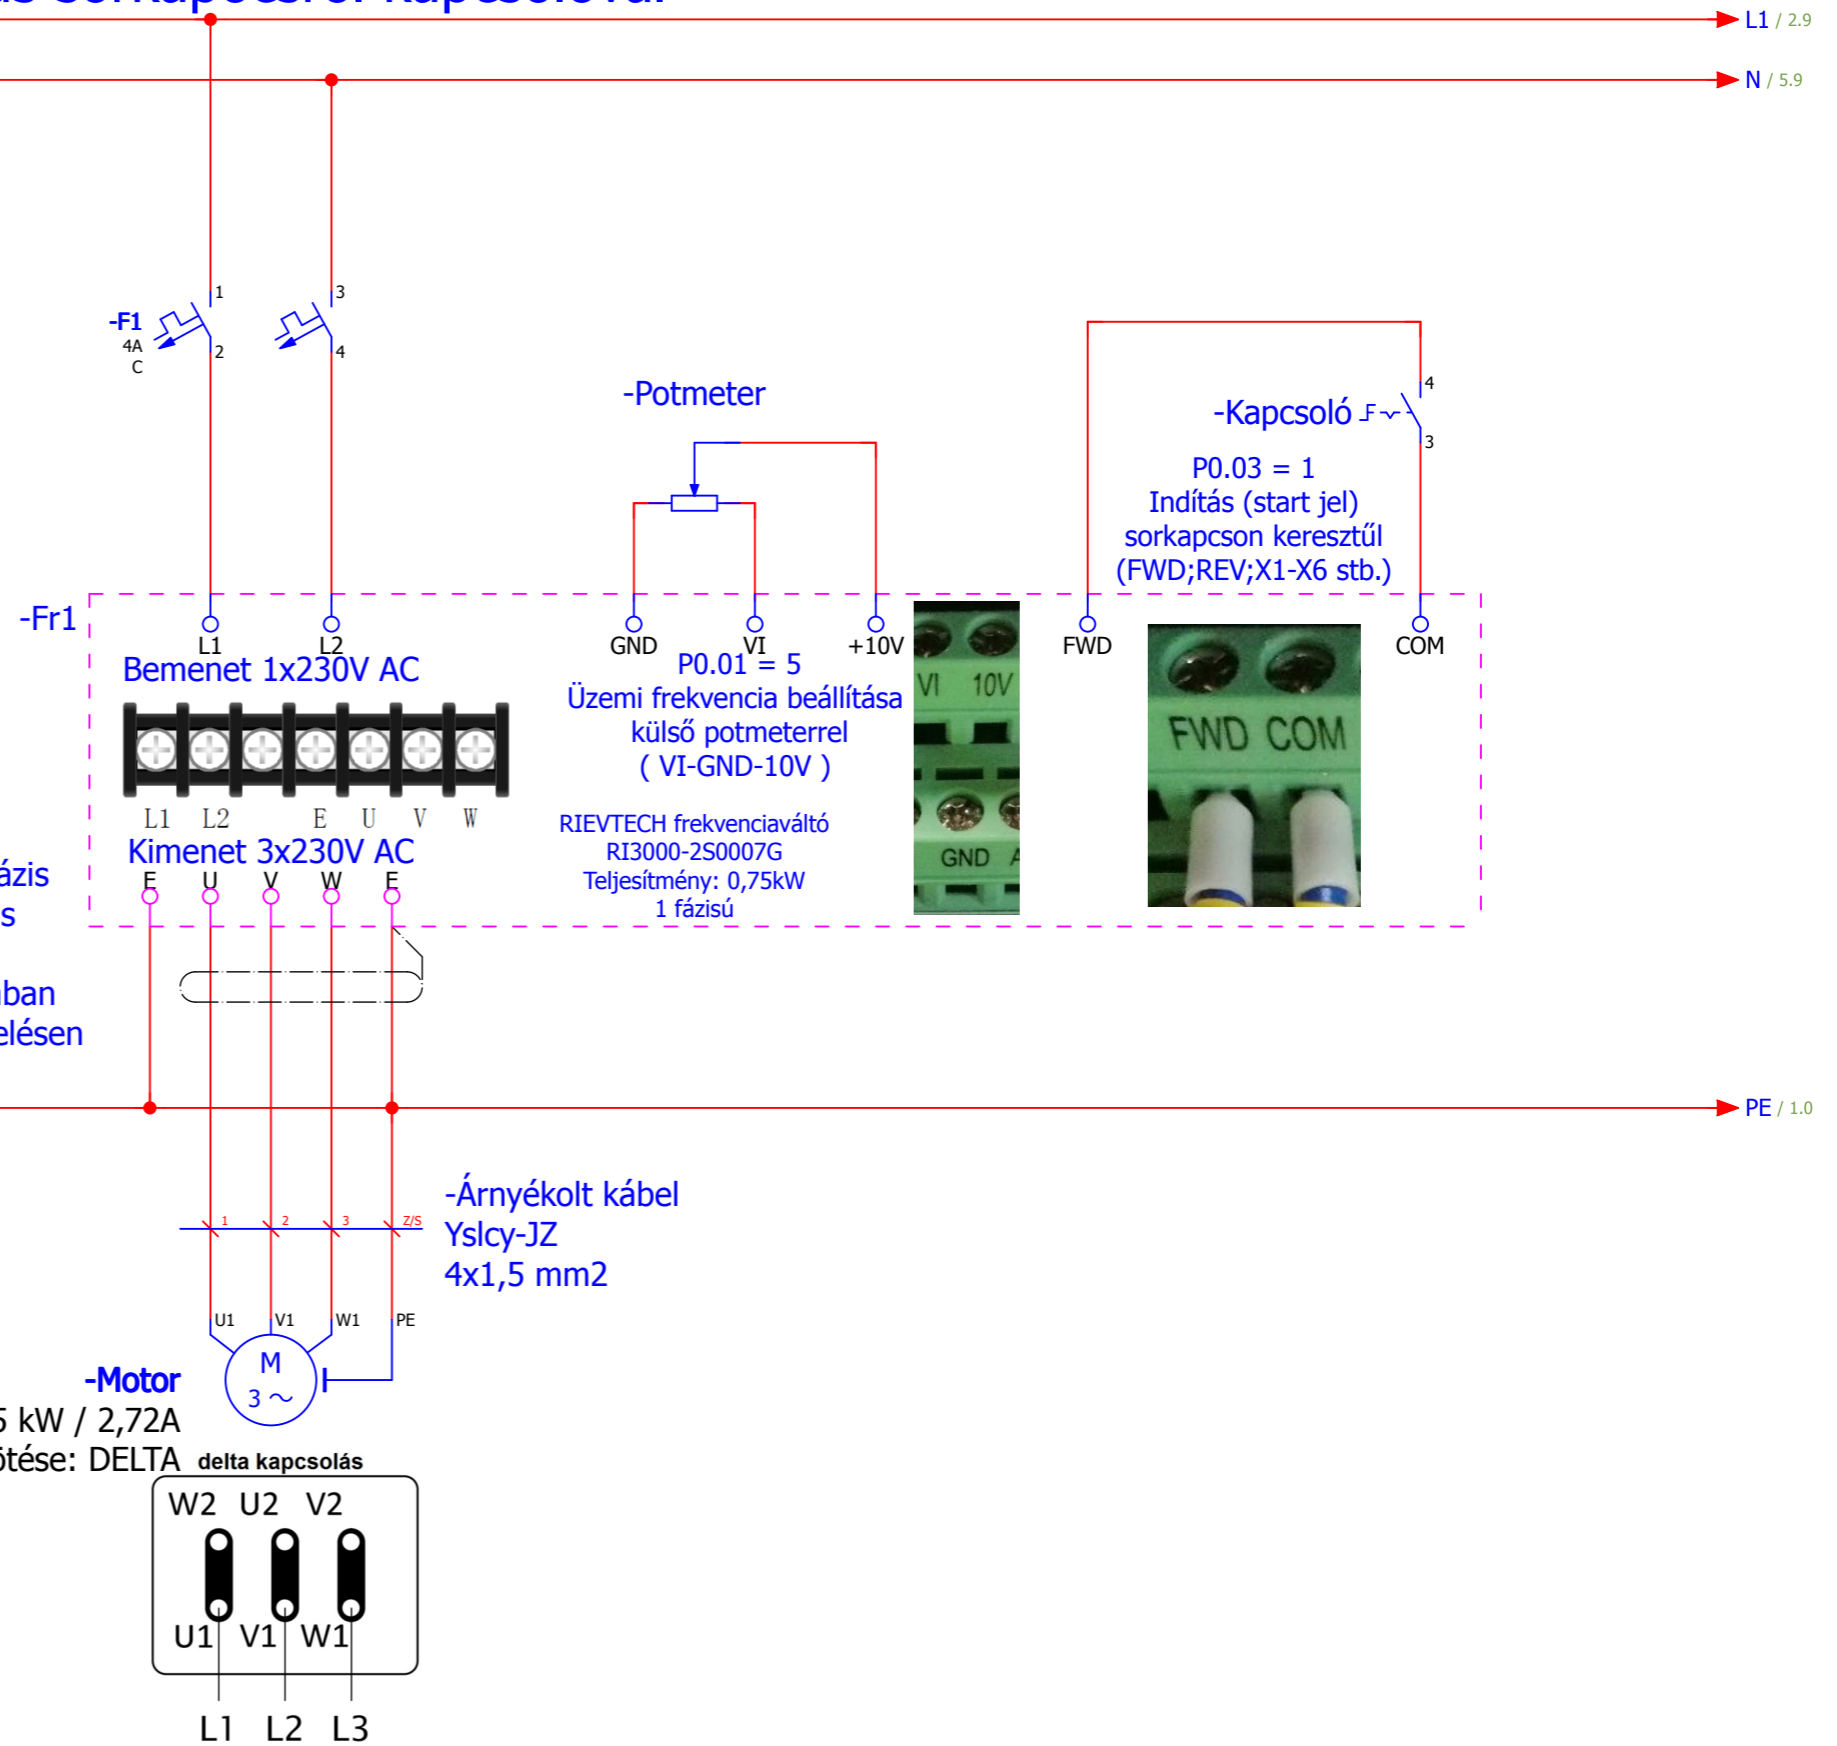 L1 / 2.9
N / 5.9
1
3
-F1
4A
C
2
4
-Potmeter
4
-Kapcsoló
3
P0.03 = 1
Indítás (start jel)
sorkapcson keresztűl
(FWD;REV;X1-X6 stb.)
-Fr1
L1
L2
GND
VI
+10V
FWD
COM
Bemenet 1x230V AC
P0.01 = 5
Üzemi frekvencia beállítása
külső potmeterrel
( VI-GND-10V )
VI 10V
GND
FWD COM
L1 L2 E U V W
Kimenet 3x230V AC
RIEVTECH frekvenciaváltó
RI3000-2S0007G
Teljesítmény: 0,75kW
1 fázisú
E U V W E
PE / 1.0
-Árnyékolt kábel
Yslcy-JZ
4x1,5 mm2
1 2 3 Z/S
U1 V1 W1 PE
M
3 ~
-Motor
kW / 2,72A
DELTA
delta kapcsolás
W2 U2 V2
U1 V1 W1
L1 L2 L3